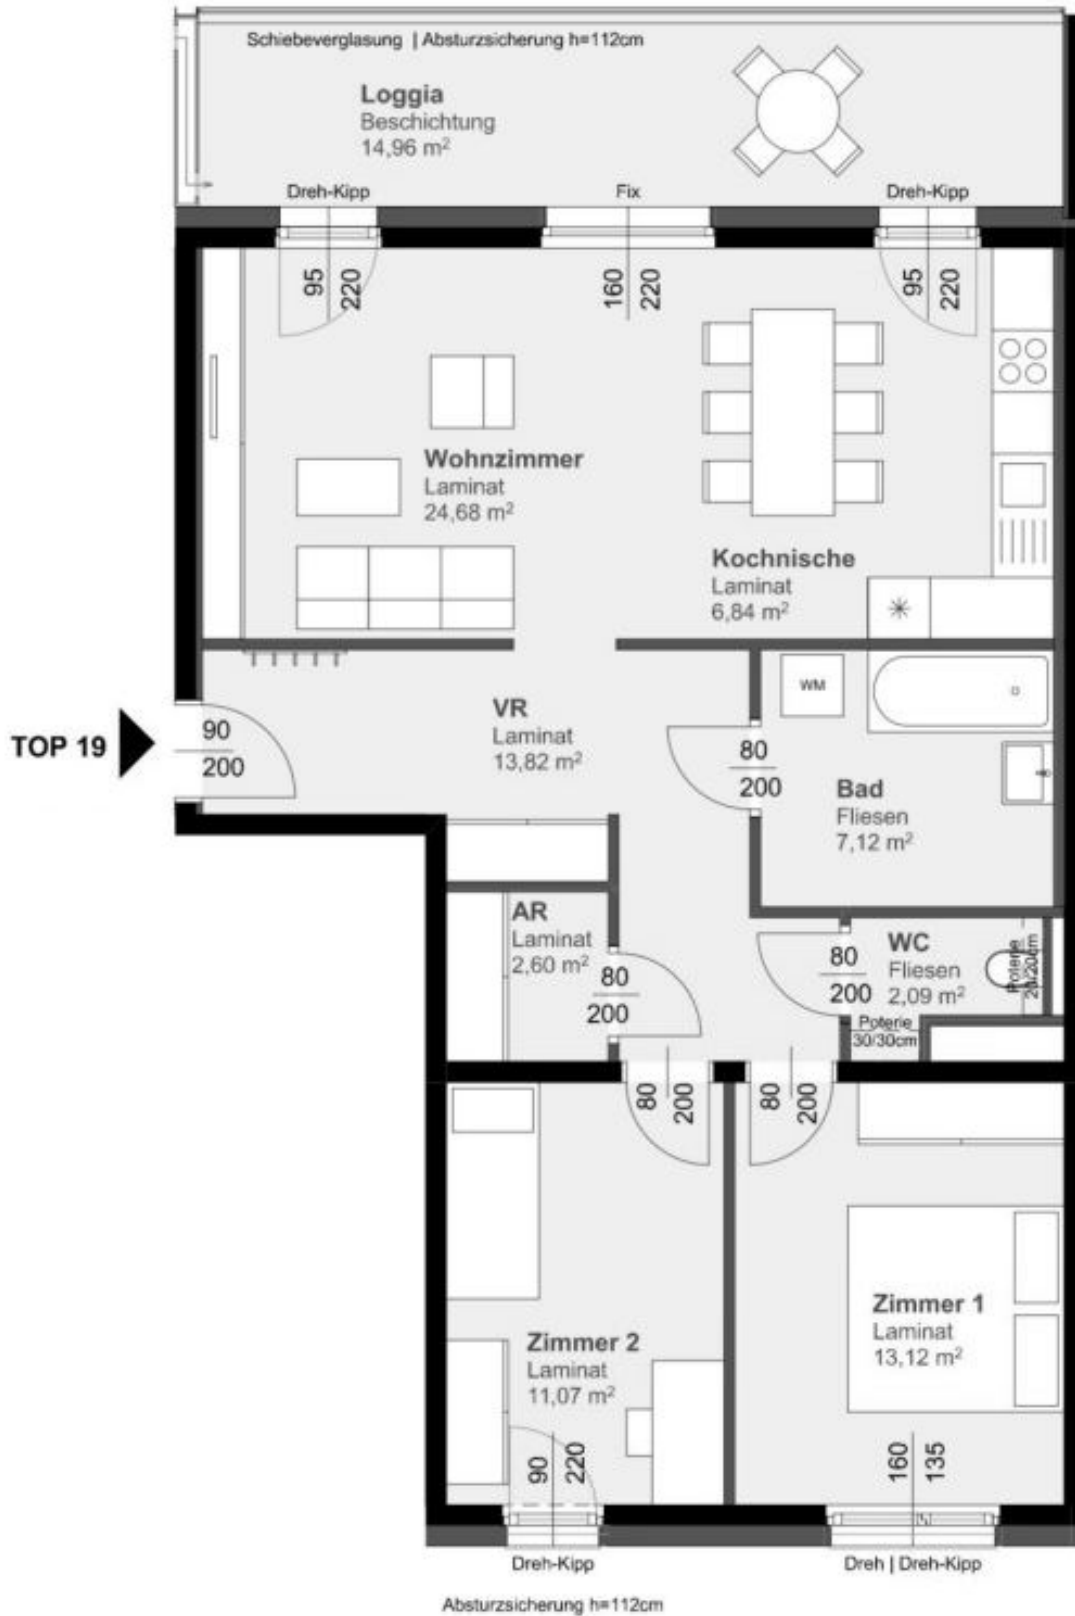 Schiebeverglasung | Absturzsicherung h=112cm
Loggia
Beschichtung
14,96 m²
Dreh-Kipp
Fix
Dreh-Kipp
95
220
160
220
95
220
Wohnzimmer
Laminat
24,68 m²
Kochnische
Laminat
6,84 m²
TOP 19
90
200
VR
Laminat
13,82 m²
WM
80
200
Bad
Fliesen
7,12 m²
AR
Laminat
2,60 m²
80
200
80
200
WC
Fliesen
2,09 m²
Poterie
20/20cm
Poterie
30/30cm
80
200
80
200
Zimmer 1
Laminat
13,12 m²
Zimmer 2
Laminat
11,07 m²
90
220
160
135
Dreh-Kipp
Dreh | Dreh-Kipp
Absturzsicherung h=112cm